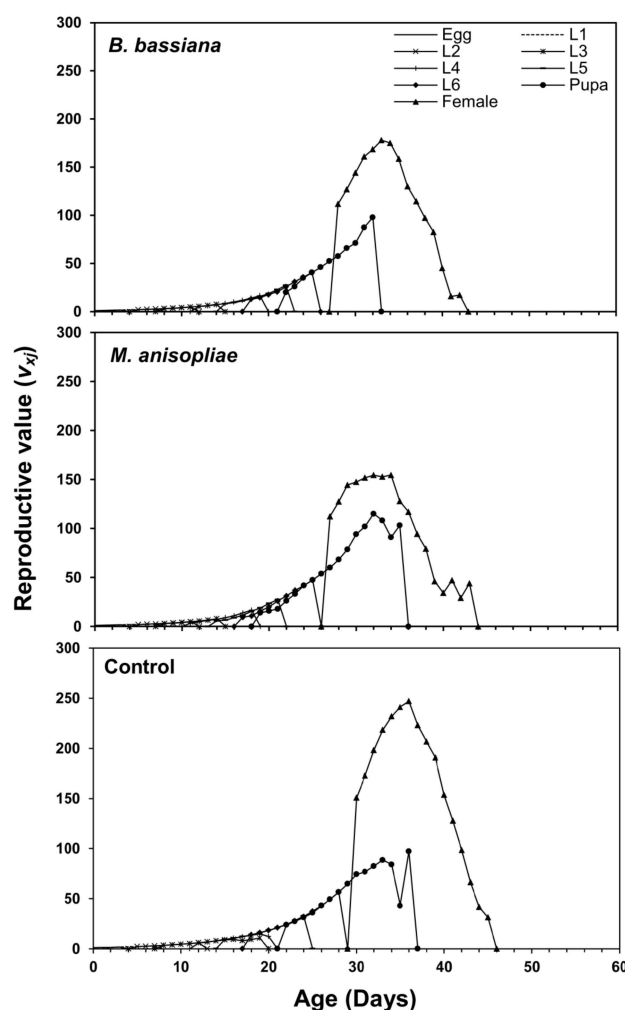 300
250
200
150
100
50
0
B. bassiana
Egg L1
L2 L3
L4 L5
L6 Pupa
Female
300
250
200
150
100
50
0
M. anisopliae
Reproductive value (vxj)
300
250
200
150
100
50
0
Control
0 10 20 30 40 50 60
Age (Days)